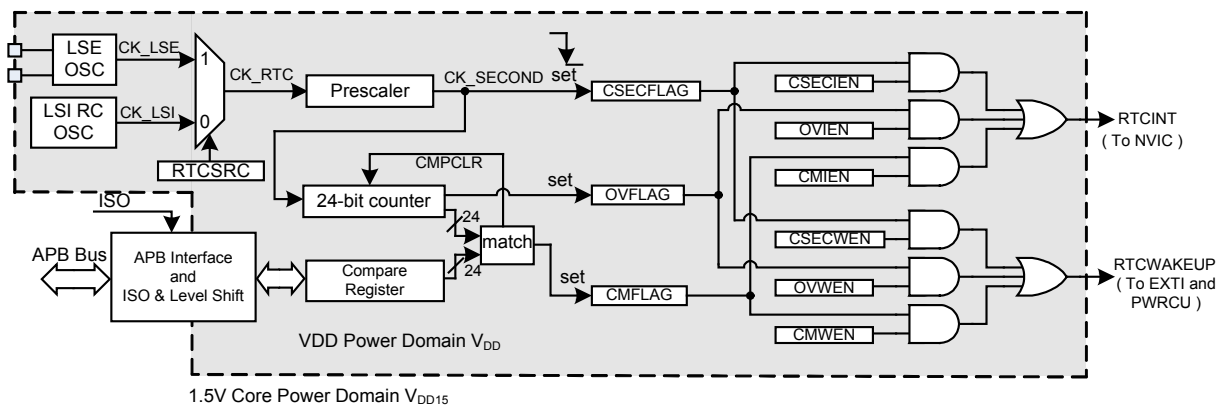 LSE
OSC
CK_LSE
1
CK_RTC
Prescaler
CK_SECOND
set
CSECFLAG
CSECIEN
LSI RC
OSC
CK_LSI
0
RTCSRC
OVIEN
RTCINT
( To NVIC )
CMPCLR
CMIEN
24-bit counter
set
OVFLAG
ISO
24
match
CSECWEN
APB Bus
APB Interface
and
ISO & Level Shift
Compare
Register
24
set
CMFLAG
OVWEN
RTCWAKEUP
( To EXTI and
PWRCU )
CMWEN
VDD Power Domain VDD
1.5V Core Power Domain VDD15